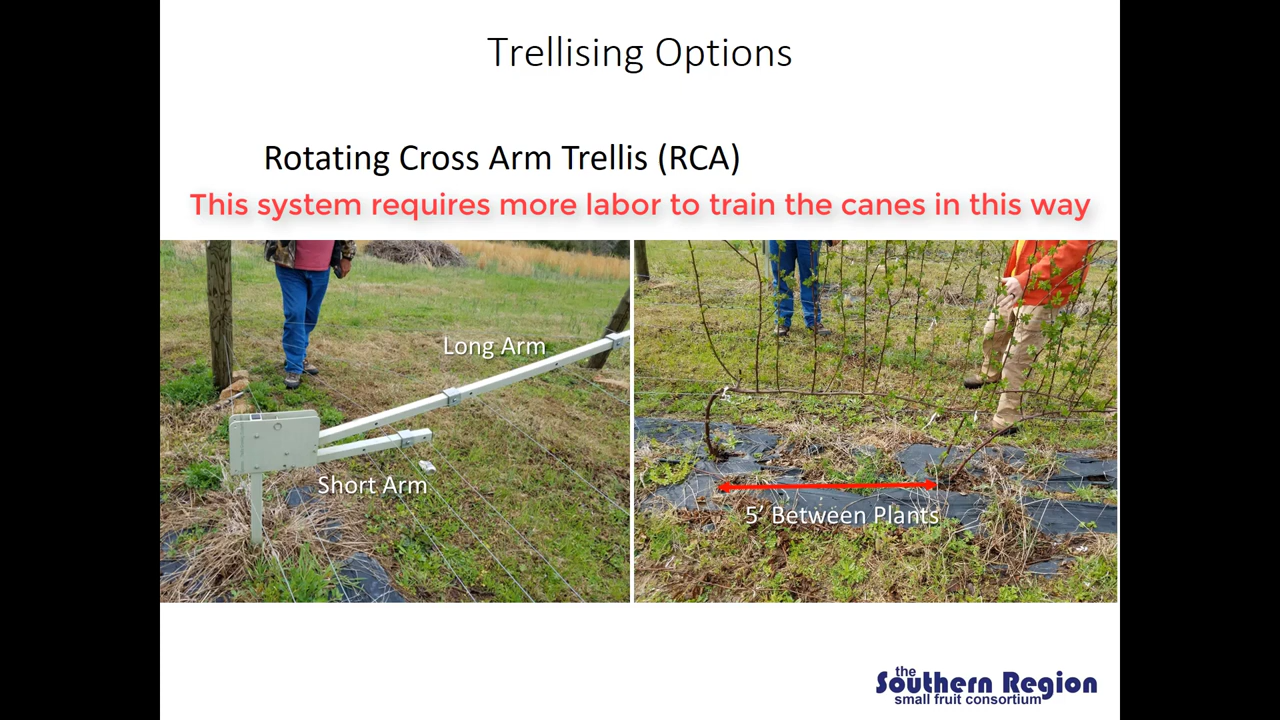 Trellising Options
Rotating Cross Arm Trellis (RCA)
This system requires more labor to train the canes in this way
Long Arm
Short Arm
5’ Between Plants
the
Southern Region
small fruit consortium